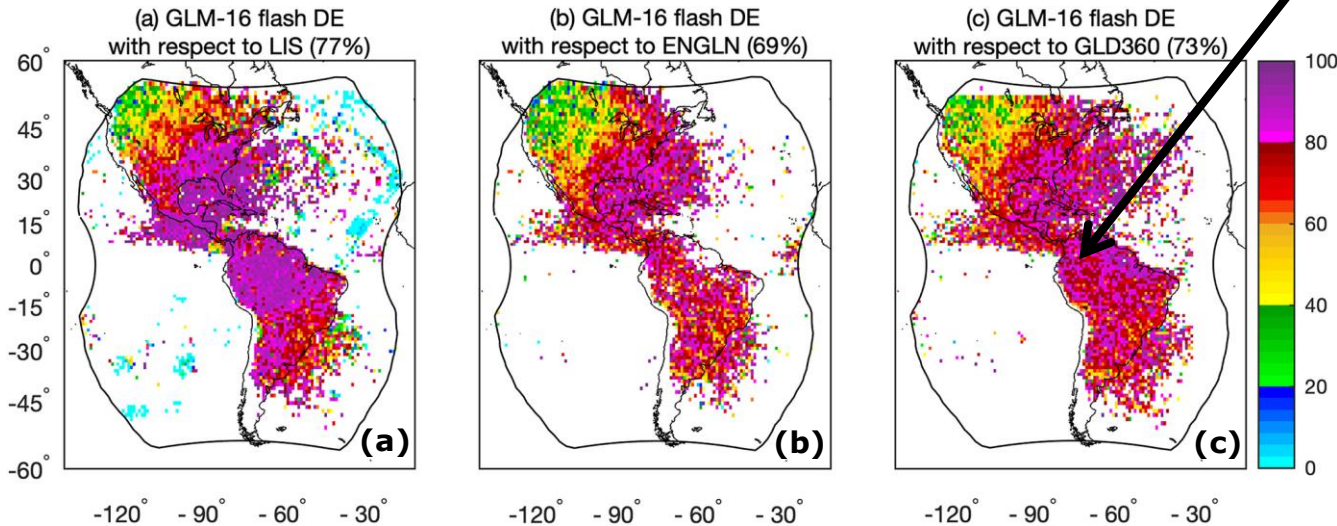 (a) GLM-16 flash DE
with respect to LIS (77%)
(b) GLM-16 flash DE
with respect to ENGLN (69%)
(c) GLM-16 flash DE
with respect to GLD360 (73%)
60°
45°
30°
15°
0°
-15°
-30°
-45°
-60°
(a)
(b)
(c)
100
80
60
40
20
0
-120° -90° -60° -30°
-120° -90° -60° -30°
-120° -90° -60° -30°